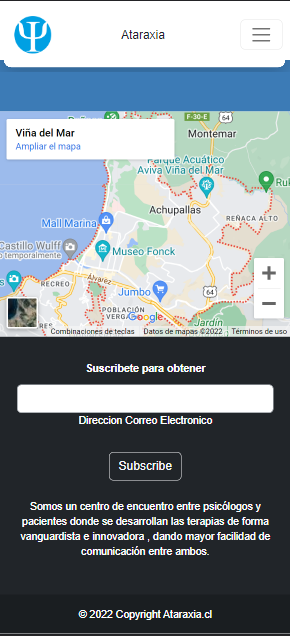 Ataraxia
Viña del Mar
Ampliar el mapa
F-30-E
64
Montemar
Parque Acuático
Aviva Viña del Mar
Achupallas
REÑACA ALTO
Mall Marina
Castillo Wulff
Museo Fonck
RECREO
Álvarez
Jumbo
64
POBLACIÓN
VERGA
Jardín
Google
Combinaciones de teclas
Datos de mapas ©2022
Términos de uso
Suscribete para obtener
Direccion Correo Electronico
Subscribe
Somos un centro de encuentro entre psicólogos y
pacientes donde se desarrollan las terapias de forma
vanguardista e innovadora , dando mayor facilidad de
comunicación entre ambos.
© 2022 Copyright Ataraxia.cl